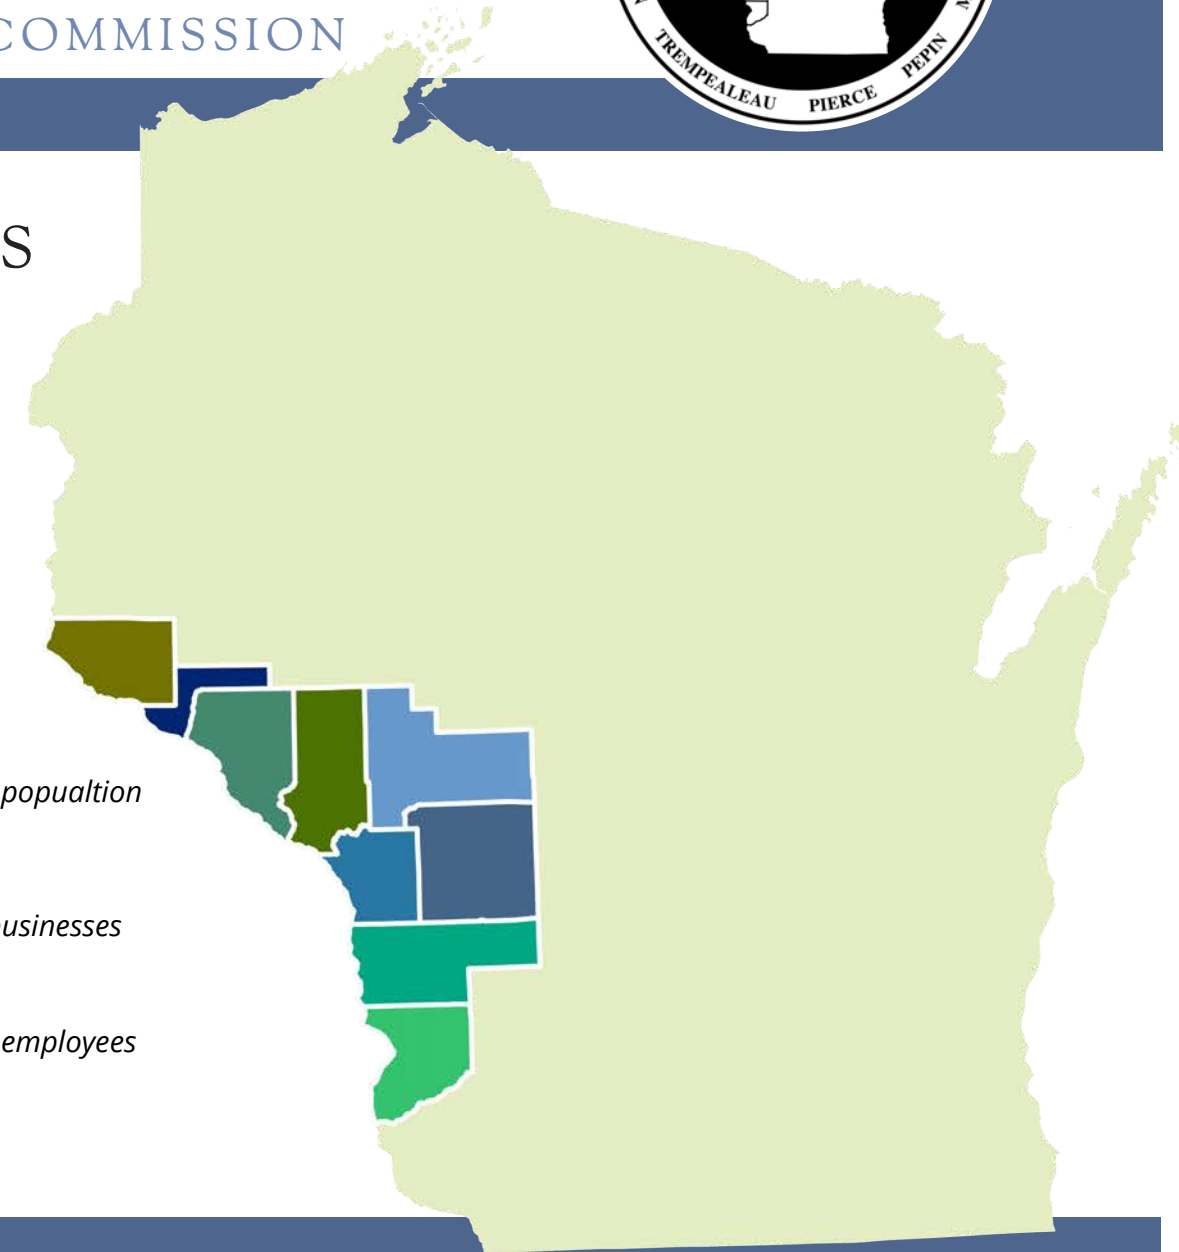 COMMISSION
TREMPEALEAU PIERCE PEPIN
S
popualtion
usinesses
employees